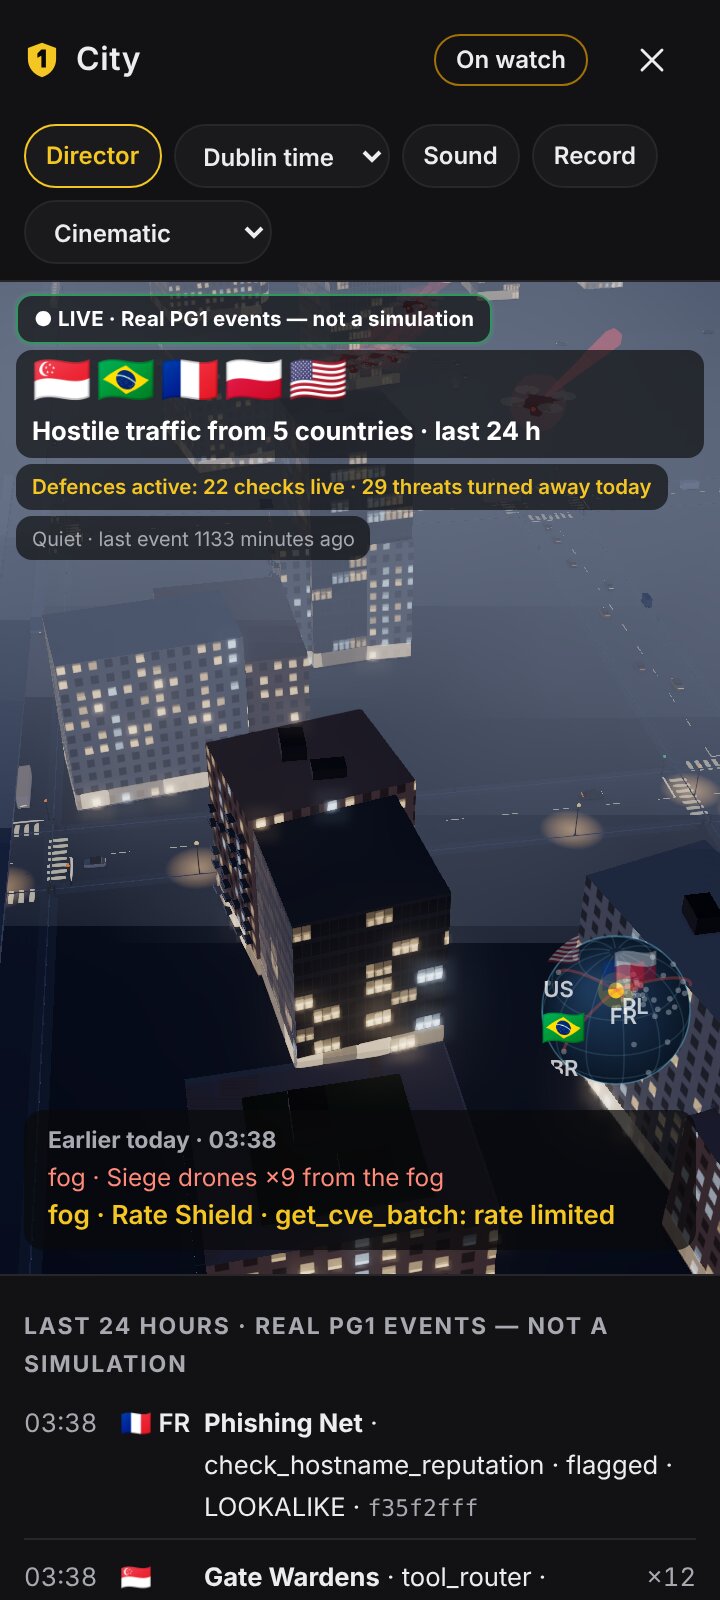 1 City
On watch
Director
Dublin time
Sound
Record
Cinematic
LIVE · Real PG1 events — not a simulation
Hostile traffic from 5 countries · last 24 h
Defences active: 22 checks live · 29 threats turned away today
Quiet · last event 1133 minutes ago
US
PL
FR
BR
Earlier today · 03:38
fog · Siege drones ×9 from the fog
fog · Rate Shield · get_cve_batch: rate limited
LAST 24 HOURS · REAL PG1 EVENTS — NOT A
SIMULATION
03:38 FR Phishing Net ·
check_hostname_reputation · flagged ·
LOOKALIKE · f35f2fff
03:38 Gate Wardens · tool_router · ×12